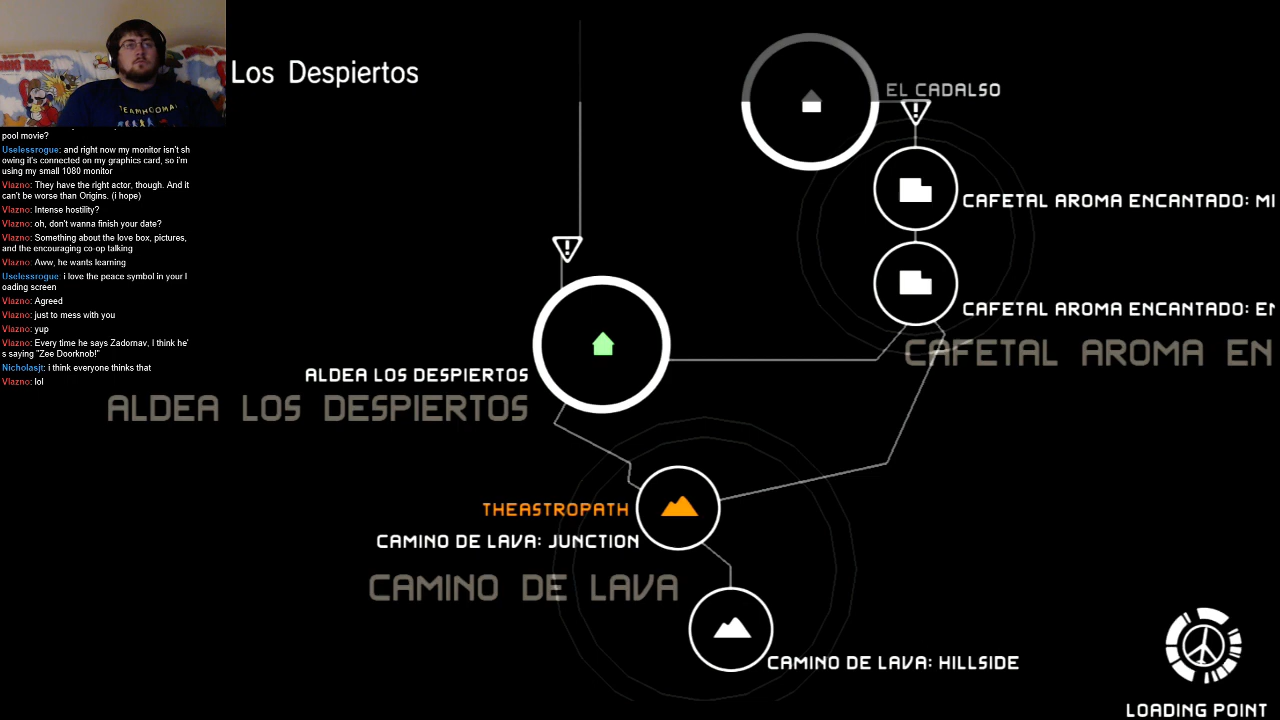 Los Despiertos
EL CADALSO
pool movie?
Uselessrogue: and right now my monitor isn't sh
owing it's connected on my graphics card, so i'm
using my small 1080 monitor
Vlazno: They have the right actor, though. And it
can't be worse than Origins. (i hope)
Vlazno: Intense hostility?
Vlazno: oh, don't wanna finish your date?
Vlazno: Something about the love box, pictures,
and the encouraging co-op talking
Vlazno: Aww, he wants learning
Uselessrogue: i love the peace symbol in your l
oading screen
Vlazno: Agreed
Vlazno: just to mess with you
Vlazno: yup
Vlazno: Every time he says Zadornav, I think he'
s saying "Zee Doorknob!"
Nicholasjt: i think everyone thinks that
Vlazno: lol
CAFETAL AROMA ENCANTADO: MI
CAFETAL AROMA ENCANTADO: EN
CAFETAL AROMA EN
ALDEA LOS DESPIERTOS
ALDEA LOS DESPIERTOS
THEASTROPATH
CAMINO DE LAVA: JUNCTION
CAMINO DE LAVA
CAMINO DE LAVA: HILLSIDE
LOADING POINT